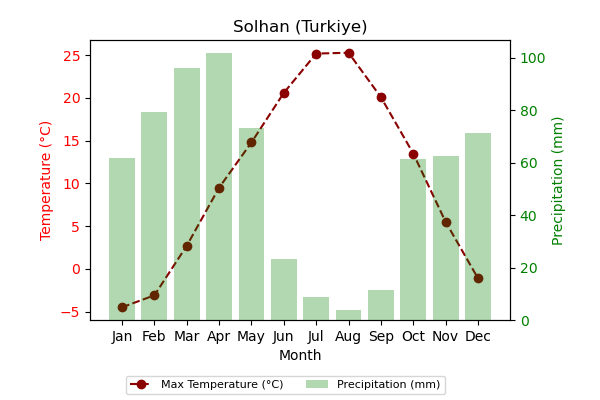 Solhan (Turkiye)
Temperature (°C)
25
20
15
10
5
0
−5
100
80
60
40
20
0
Precipitation (mm)
Jan Feb Mar Apr May Jun Jul Aug Sep Oct Nov Dec
Month
Max Temperature (°C) Precipitation (mm)